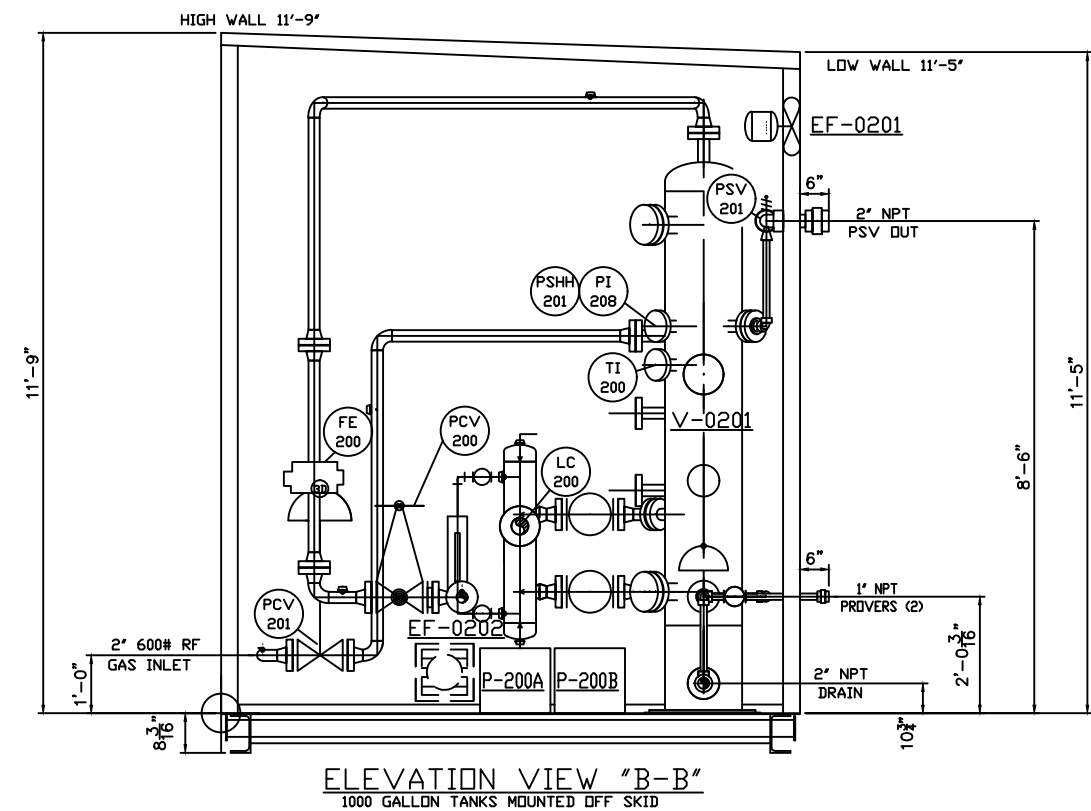 HIGH WALL 11'-9"
LOW WALL 11'-5"
EF-0201
PSV
201
6"
2" NPT
PSV OUT
PSHH
201
PI
208
TI
200
11'-9"
11'-5"
V-0201
FE
200
PCV
200
LC
200
8'-6"
3D
6"
1" NPT
PROVERS (2)
PCV
201
EF-0202
2" 600# RF
GAS INLET
1'-0"
P-200A
P-200B
2" NPT
DRAIN
2'-0 3/16"
8 3/16"
10 3/4"
ELEVATION VIEW "B-B"
1000 GALLON TANKS MOUNTED OFF SKID